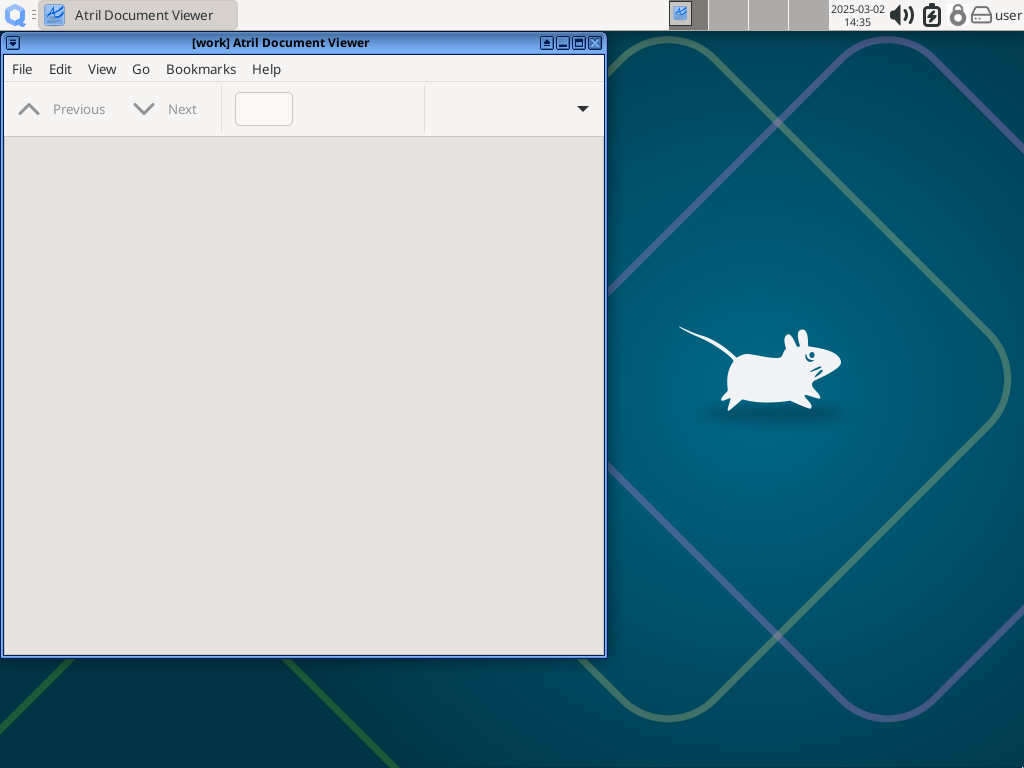 Atril Document Viewer
2025-03-02
14:35
user
[work] Atril Document Viewer
File Edit View Go Bookmarks Help
Previous Next